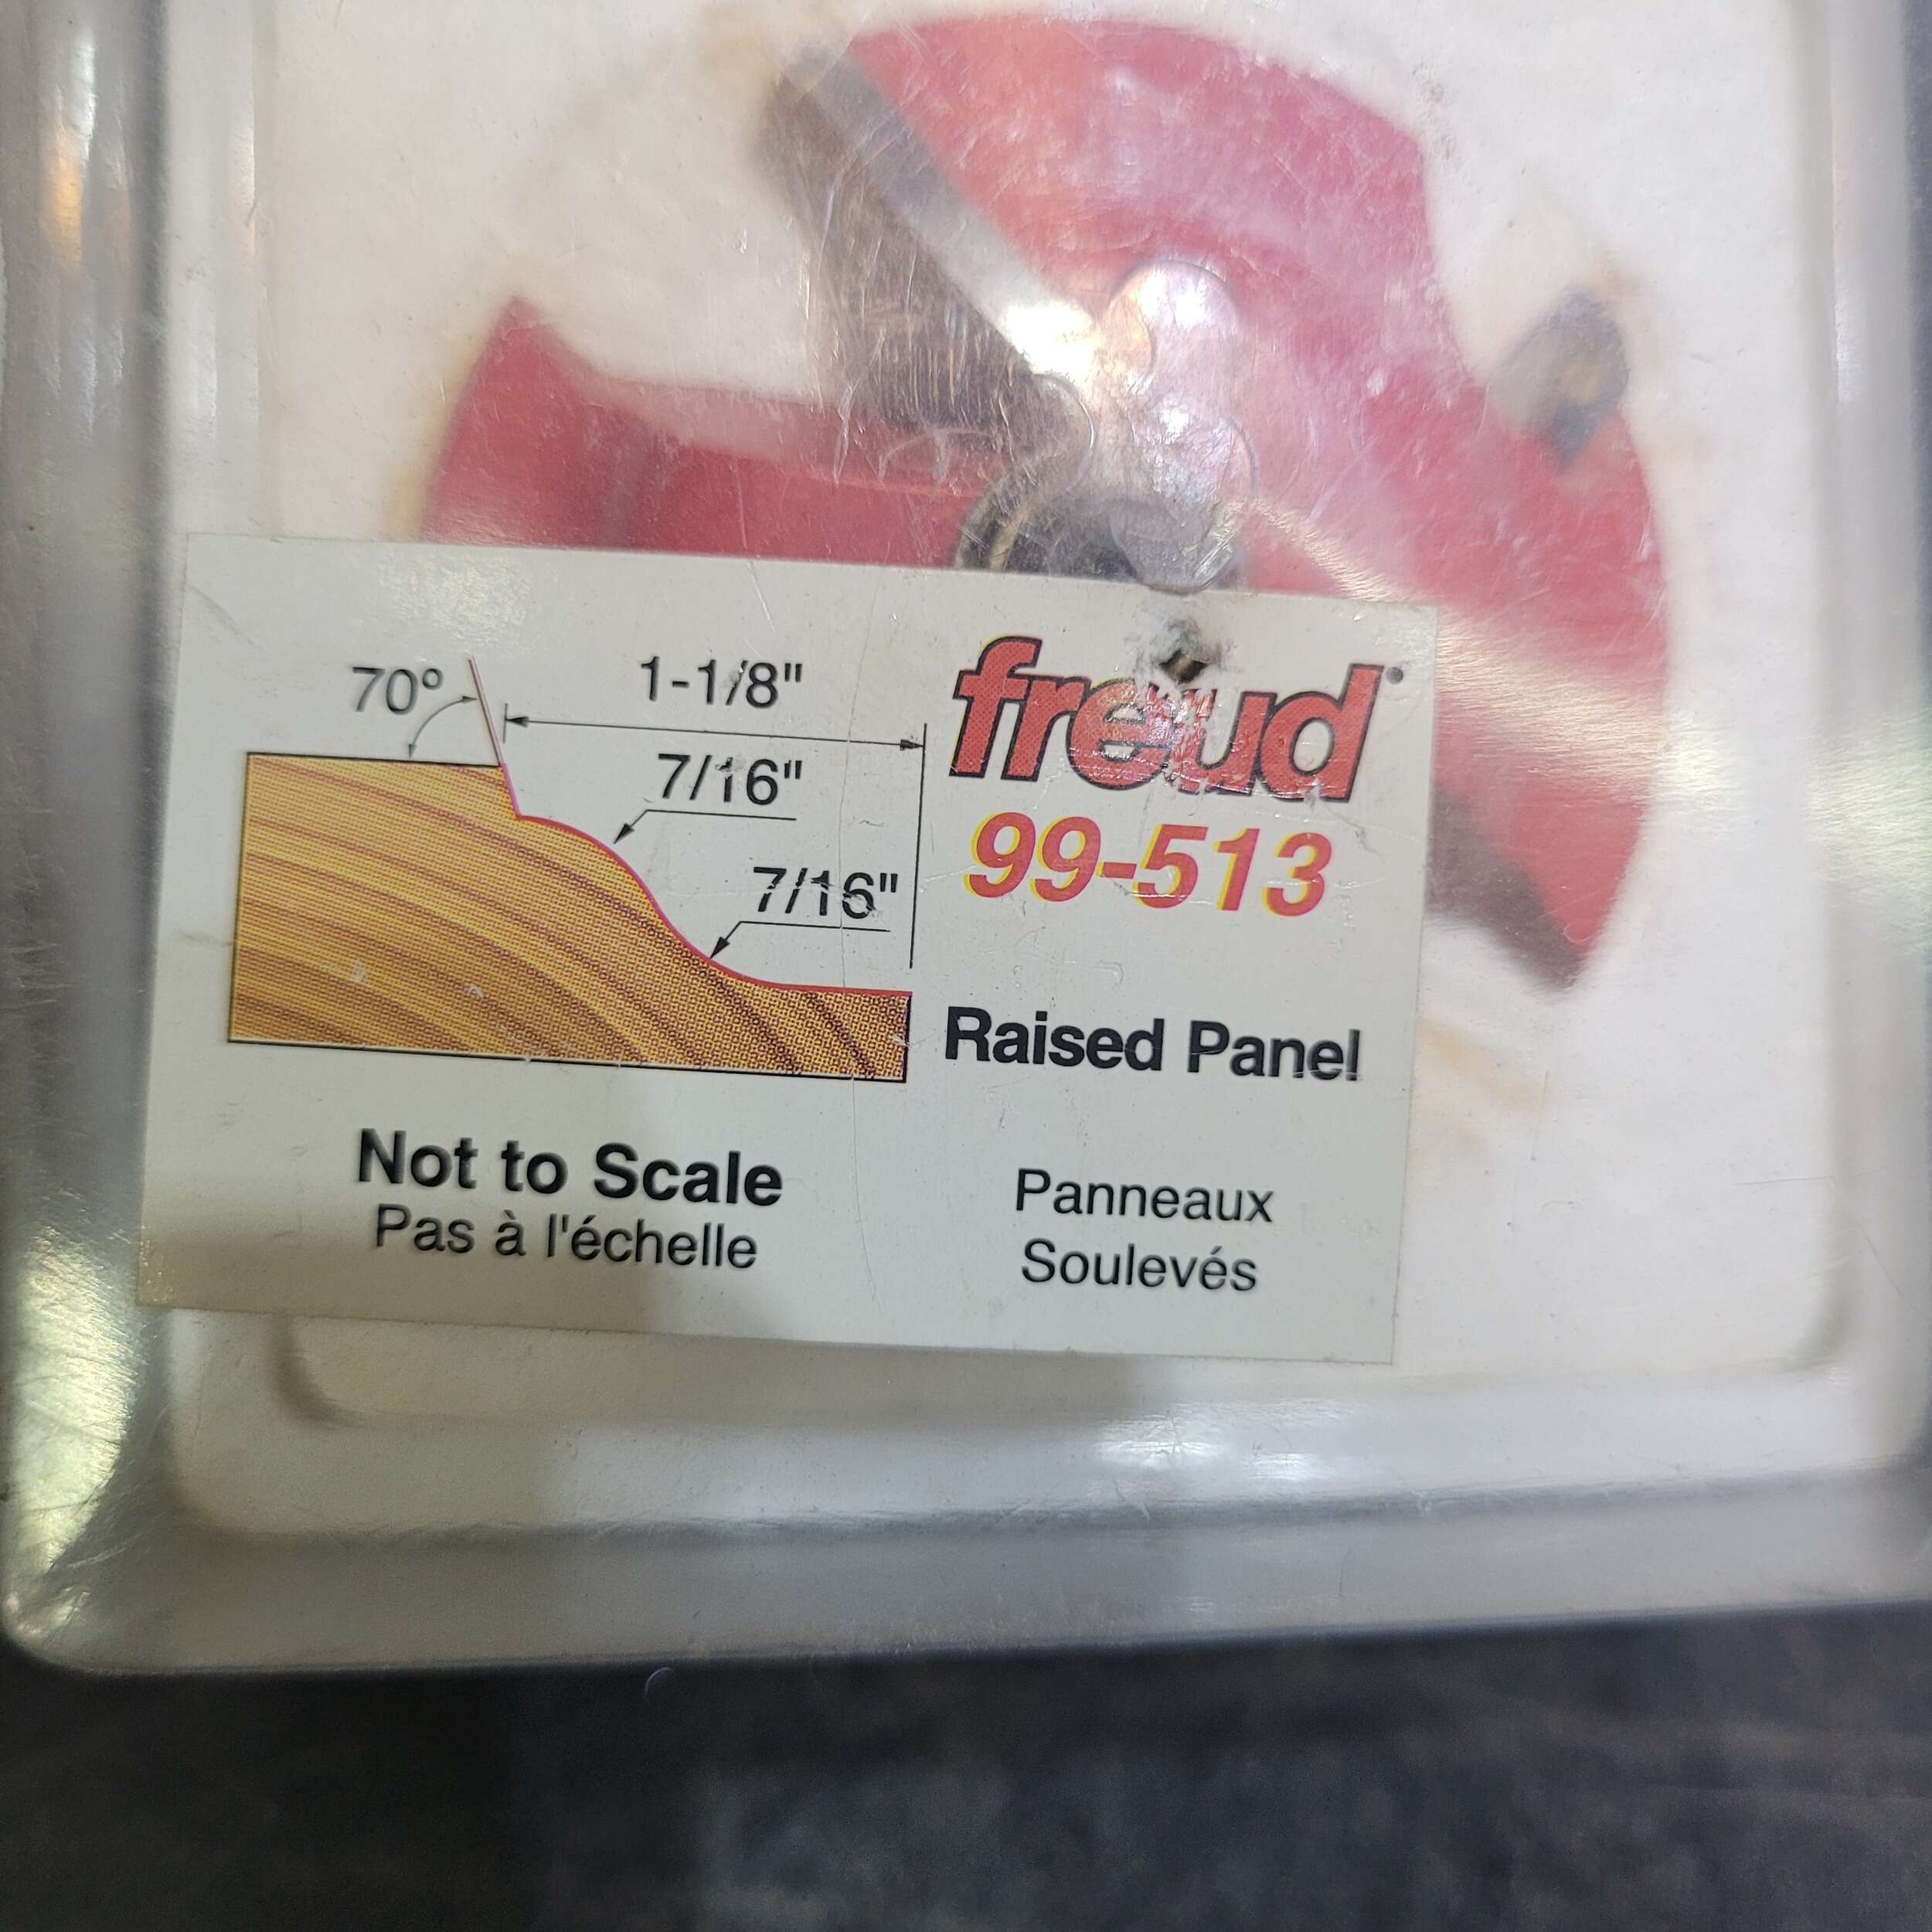 70°
1-1/8"
7/16"
7/16"
freud
99-513
Raised Panel
Not to Scale
Pas à l'échelle
Panneaux
Soulevés